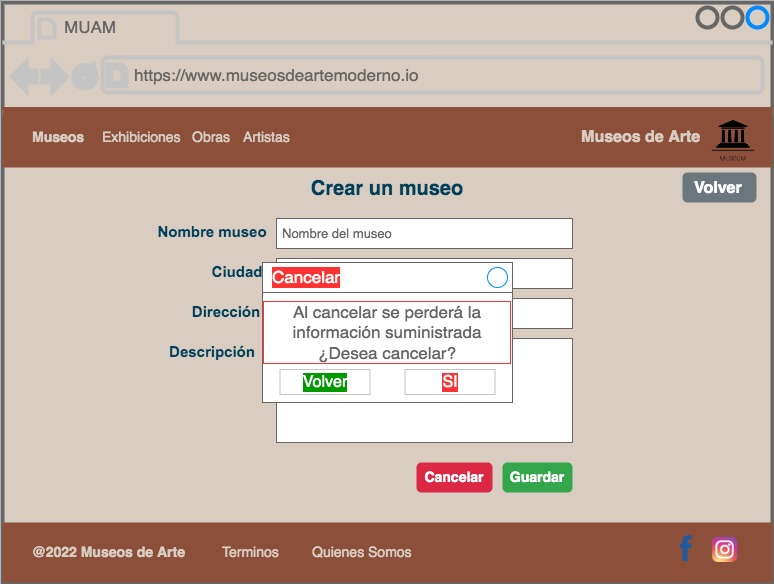 MUAM
https://www.museosdeartemoderno.io
Museos Exhibiciones Obras Artistas Museos de Arte
MUSEUM
Crear un museo
Volver
Nombre museo Nombre del museo
Ciudad
Cancelar
Dirección
Al cancelar se perderá la
información suministrada
¿Desea cancelar?
Descripción
Volver SI
Cancelar Guardar
@2022 Museos de Arte Terminos Quienes Somos